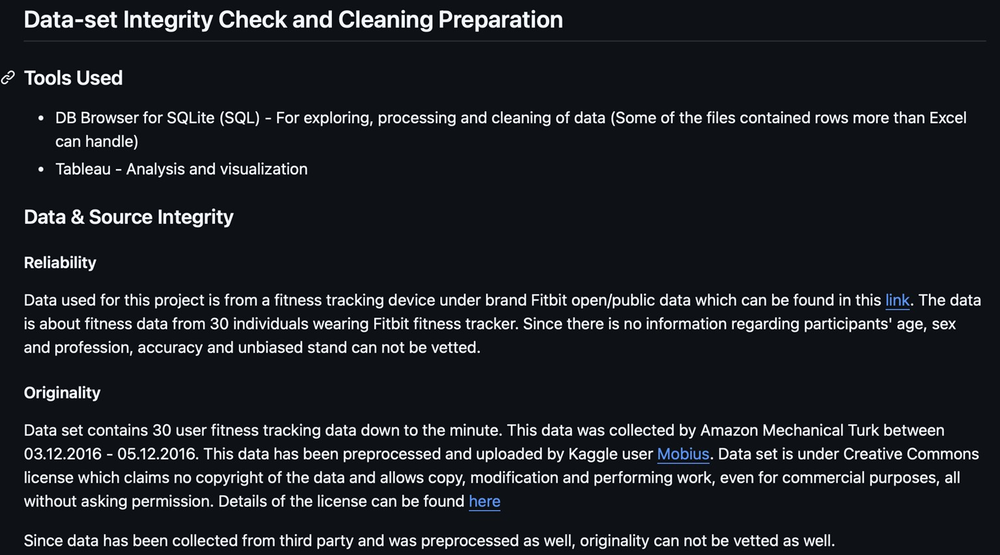 Data-set Integrity Check and Cleaning Preparation
Tools Used
• DB Browser for SQLite (SQL) - For exploring, processing and cleaning of data (Some of the files contained rows more than Excel
can handle)
• Tableau - Analysis and visualization
Data & Source Integrity
Reliability
Data used for this project is from a fitness tracking device under brand Fitbit open/public data which can be found in this link. The data
is about fitness data from 30 individuals wearing Fitbit fitness tracker. Since there is no information regarding participants' age, sex
and profession, accuracy and unbiased stand can not be vetted.
Originality
Data set contains 30 user fitness tracking data down to the minute. This data was collected by Amazon Mechanical Turk between
03.12.2016 - 05.12.2016. This data has been preprocessed and uploaded by Kaggle user Mobius. Data set is under Creative Commons
license which claims no copyright of the data and allows copy, modification and performing work, even for commercial purposes, all
without asking permission. Details of the license can be found here
Since data has been collected from third party and was preprocessed as well, originality can not be vetted as well.